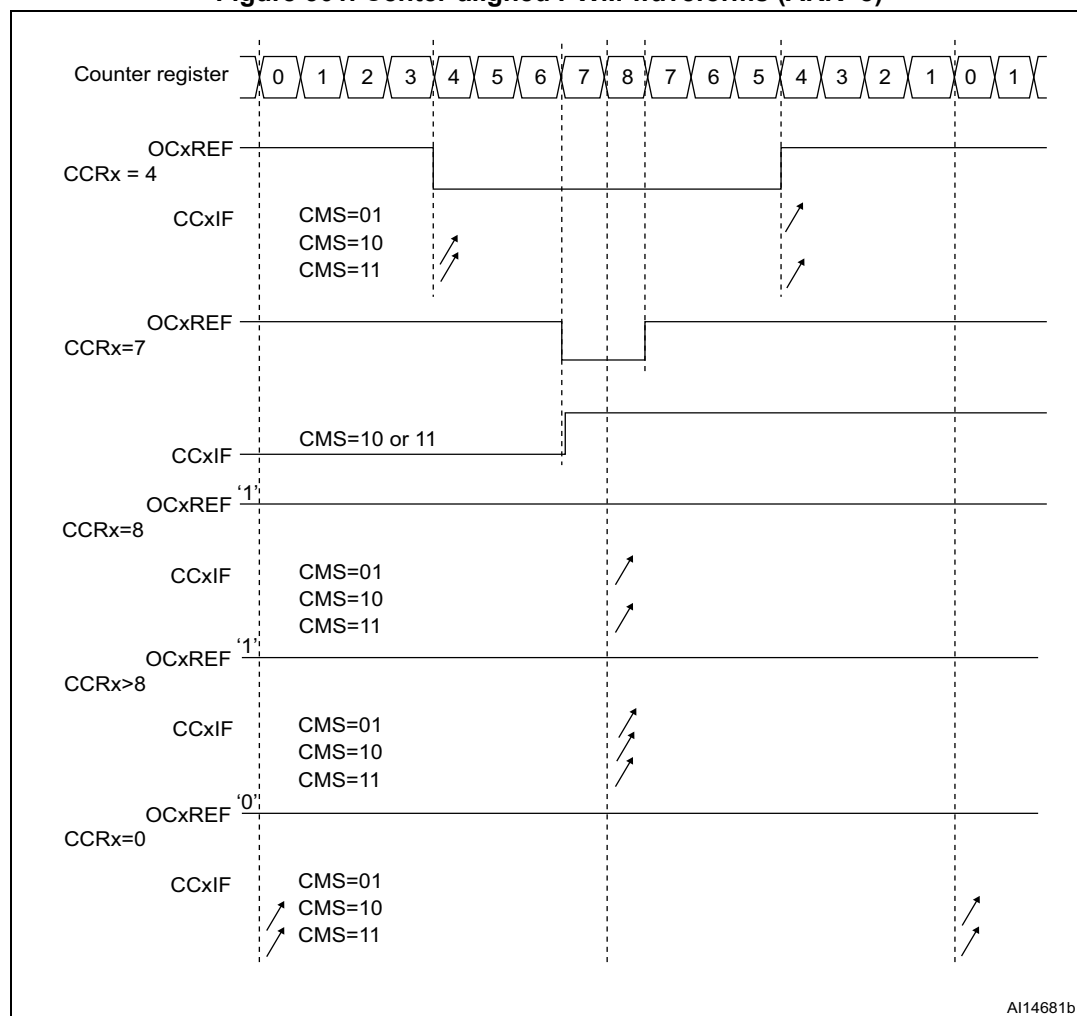 Counter register 0 1 2 3 4 5 6 7 8 7 6 5 4 3 2 1 0 1
OCxREF
CCRx = 4
CCxIF
CMS=01
CMS=10
CMS=11
OCxREF
CCRx=7
CMS=10 or 11
CCxIF
OCxREF '1'
CCRx=8
CCxIF
CMS=01
CMS=10
CMS=11
OCxREF '1'
CCRx>8
CCxIF
CMS=01
CMS=10
CMS=11
OCxREF '0'
CCRx=0
CCxIF
CMS=01
CMS=10
CMS=11
AI14681b